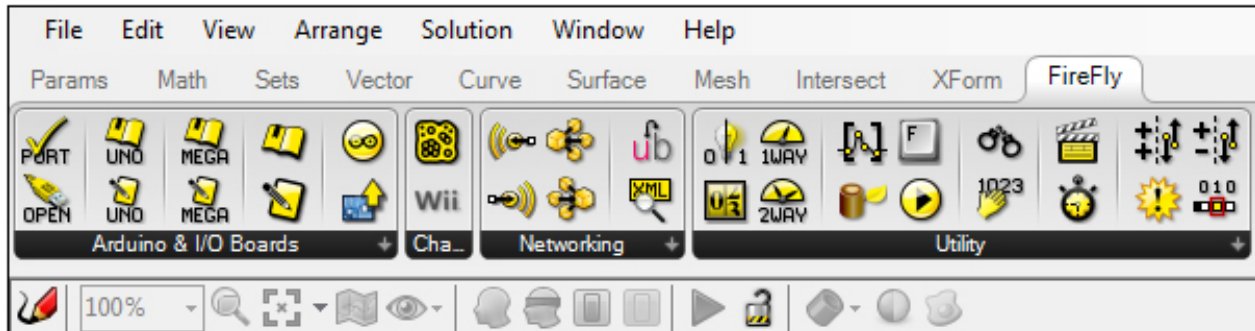 File Edit View Arrange Solution Window Help
Params Math Sets Vector Curve Surface Mesh Intersect XForm FireFly
PORT UNO MEGA ub 0 1 1WAY F
OPEN UNO MEGA Wii XML 2WAY 1023 010
Arduino & I/O Boards Cha... Networking Utility
100%